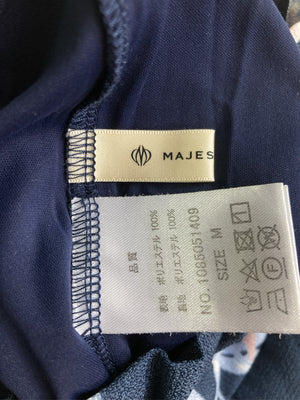 MAJES
品質
表地 ポリエステル 100%
裏地 ポリエステル 100%
NO.1085051409
SIZE M